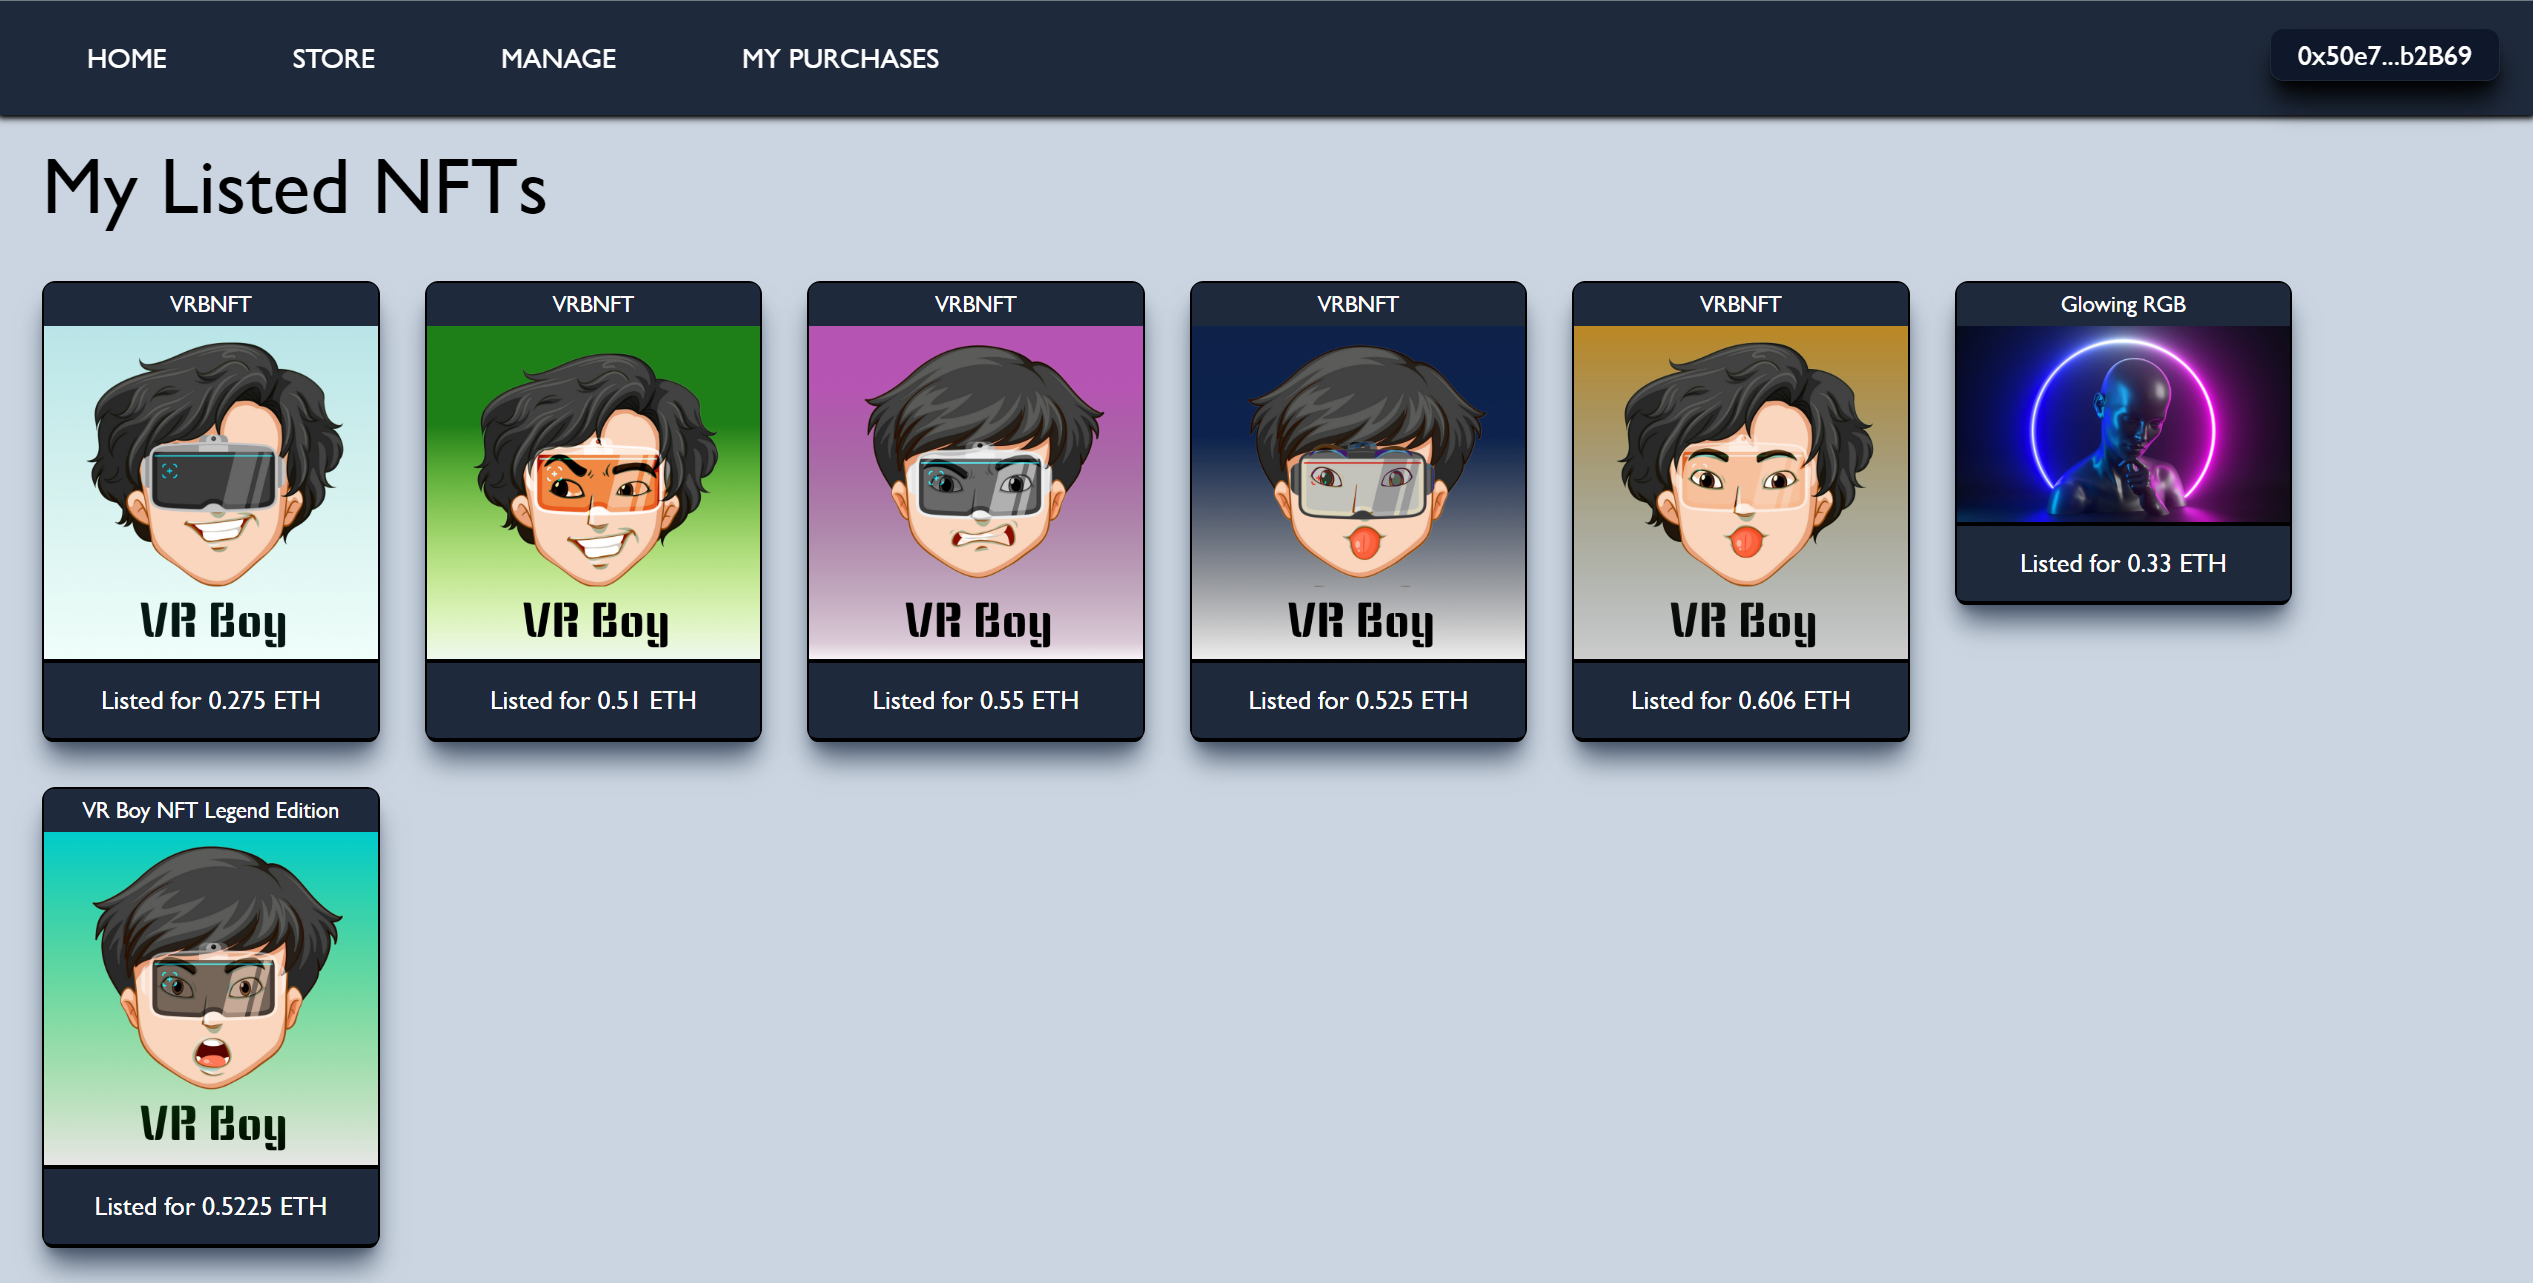 HOME STORE MANAGE MY PURCHASES 0x50e7...b2B69
My Listed NFTs
VRBNFT
VR Boy
Listed for 0.275 ETH
VRBNFT
VR Boy
Listed for 0.51 ETH
VRBNFT
VR Boy
Listed for 0.55 ETH
VRBNFT
VR Boy
Listed for 0.525 ETH
VRBNFT
VR Boy
Listed for 0.606 ETH
Glowing RGB
Listed for 0.33 ETH
VR Boy NFT Legend Edition
VR Boy
Listed for 0.5225 ETH